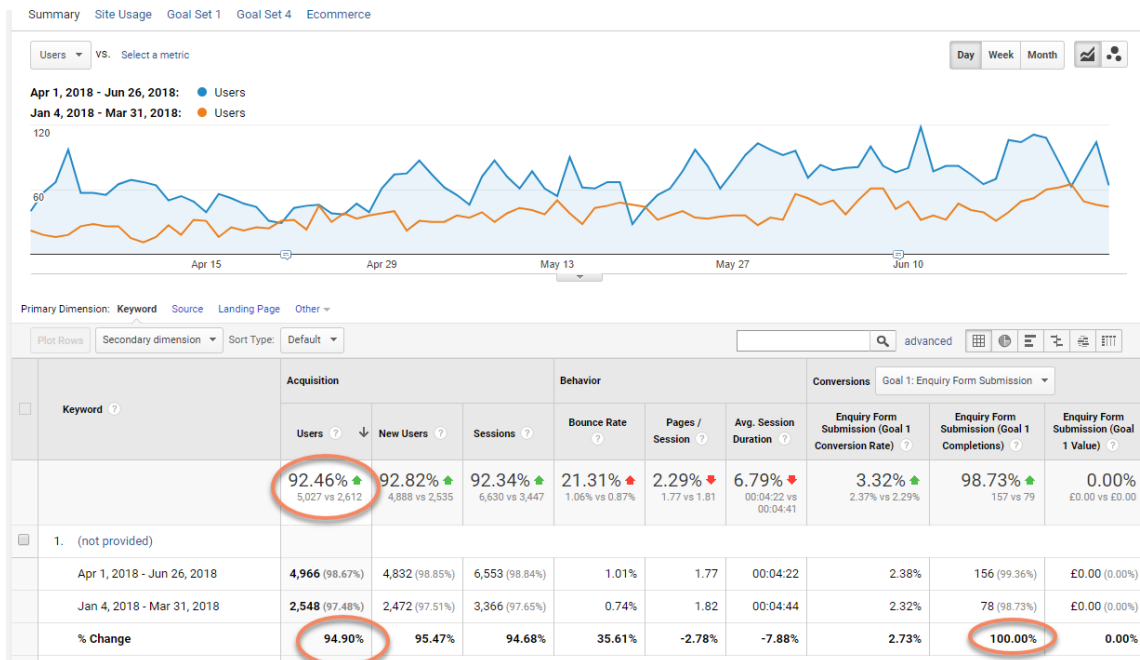 Summary Site Usage Goal Set 1 Goal Set 4 Ecommerce
Users VS. Select a metric Day Week Month
Apr 1, 2018 - Jun 26, 2018: Users
Jan 4, 2018 - Mar 31, 2018: Users
120
60
Apr 15 Apr 29 May 13 May 27 Jun 10
Primary Dimension: Keyword Source Landing Page Other
Plot Rows Secondary dimension Sort Type: Default advanced
Acquisition Behavior Conversions Goal 1: Enquiry Form Submission
Keyword ? Users ? New Users ? Sessions ? Bounce Rate ? Pages / Session ? Avg. Session Duration ? Enquiry Form Submission (Goal 1 Conversion Rate) ? Enquiry Form Submission (Goal 1 Completions) ? Enquiry Form Submission (Goal 1 Value) ?
92.46% 92.82% 92.34% 21.31% 2.29% 6.79% 3.32% 98.73% 0.00%
5,027 vs 2,612 4,888 vs 2,535 6,630 vs 3,447 1.06% vs 0.87% 1.77 vs 1.81 00:04:22 vs 00:04:41 2.37% vs 2.29% 157 vs 79 £0.00 vs £0.00
1. (not provided)
Apr 1, 2018 - Jun 26, 2018 4,966 (98.67%) 4,832 (98.85%) 6,553 (98.84%) 1.01% 1.77 00:04:22 2.38% 156 (99.36%) £0.00 (0.00%)
Jan 4, 2018 - Mar 31, 2018 2,548 (97.48%) 2,472 (97.51%) 3,366 (97.65%) 0.74% 1.82 00:04:44 2.32% 78 (98.73%) £0.00 (0.00%)
% Change 94.90% 95.47% 94.68% 35.61% -2.78% -7.88% 2.73% 100.00% 0.00%